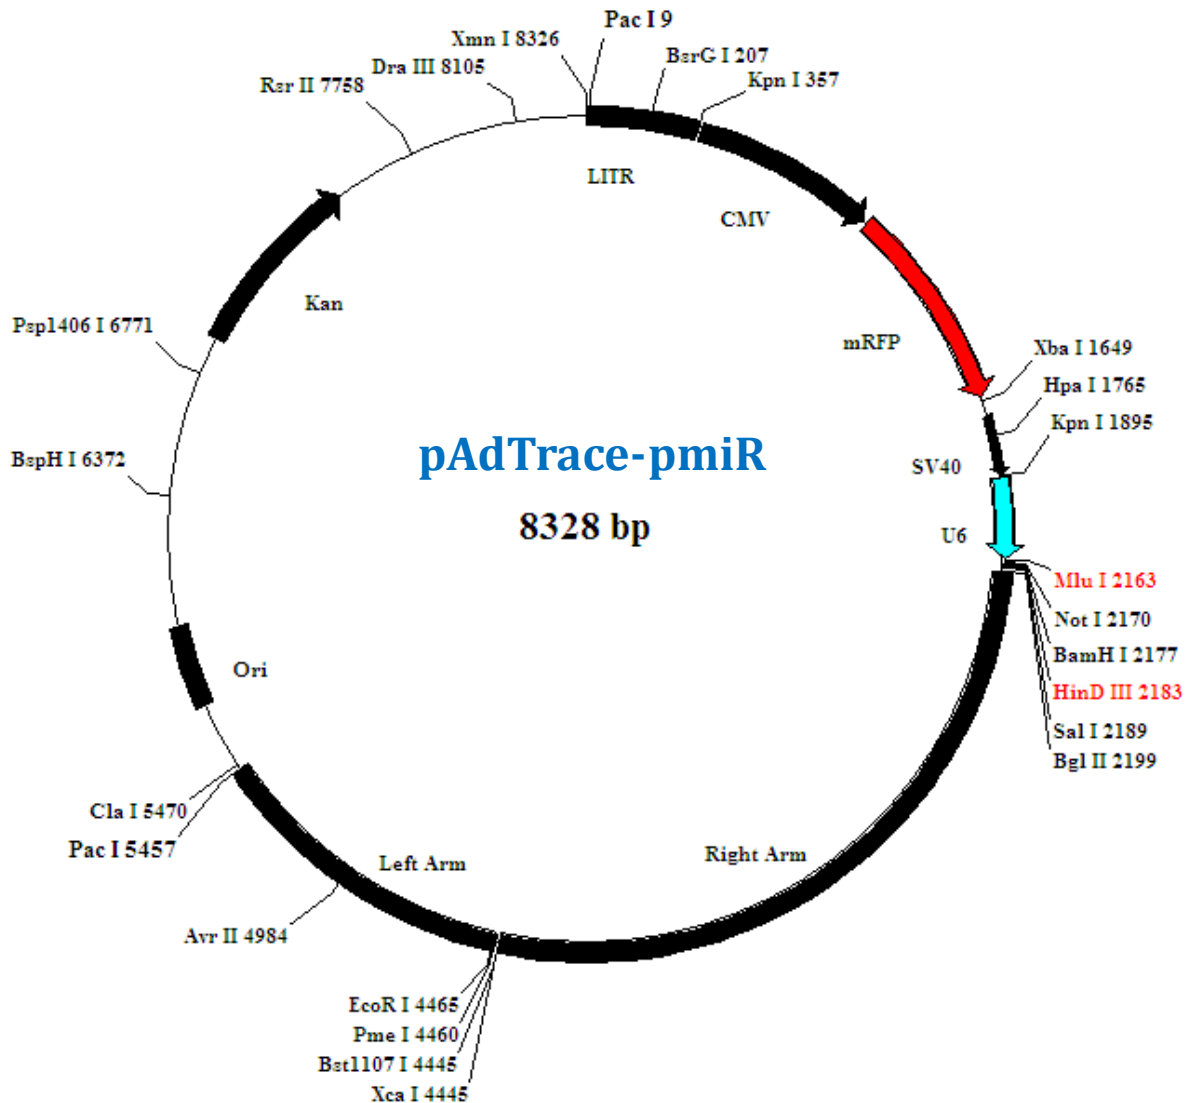 Pac I 9
Xmn I 8326
BsrG I 207
Dra III 8105
Kpn I 357
Rsr II 7758
LITR
CMV
Kan
Psp1406 I 6771
mRFP
Xba I 1649
Hpa I 1765
Kpn I 1895
pAdTrace-pmiR
BspH I 6372
SV40
8328 bp
U6
Mlu I 2163
Not I 2170
BamH I 2177
Ori
HinD III 2183
Sal I 2189
Bgl II 2199
Cla I 5470
Pac I 5457
Left Arm
Right Arm
Avr II 4984
EcoR I 4465
Pme I 4460
Bst1107 I 4445
Xca I 4445